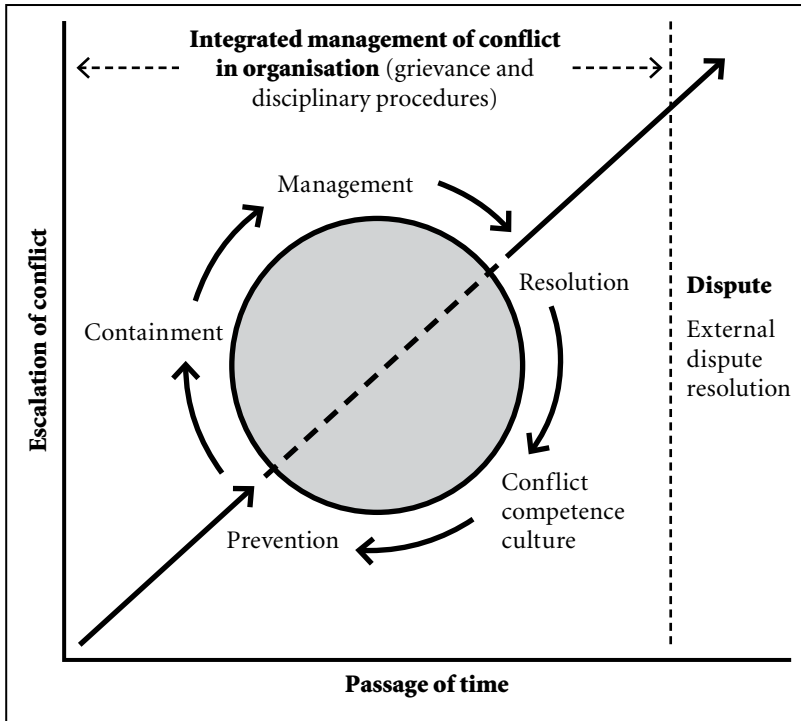 Integrated management of conflict
in organisation (grievance and
disciplinary procedures)
Management
Resolution
Containment
Dispute
External
dispute
resolution
Conflict
competence
culture
Prevention
Escalation of conflict
Passage of time